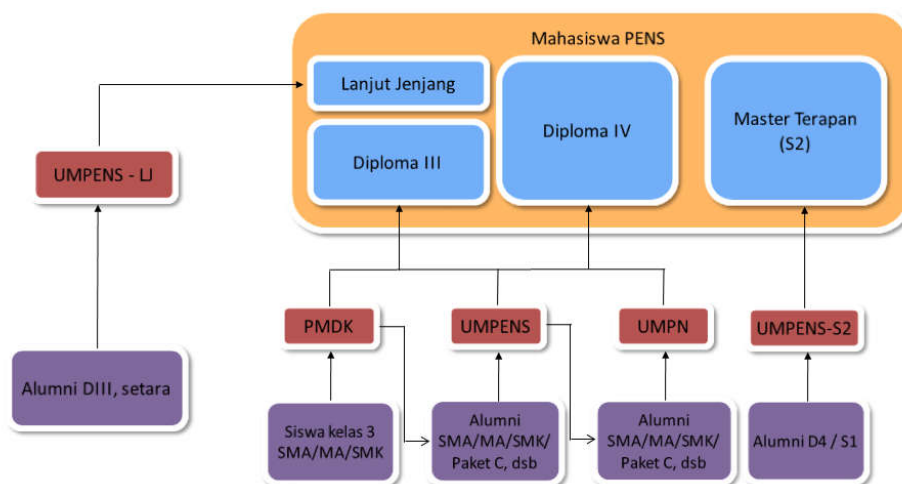 Mahasiswa PENS
Lanjut Jenjang
Diploma III
Diploma IV
Master Terapan
(S2)
UMPENS - LJ
PMDK
UMPENS
UMPN
UMPENS-S2
Alumni DIII, setara
Siswa kelas 3
SMA/MA/SMK
Alumni
SMA/MA/SMK/
Paket C, dsb
Alumni
SMA/MA/SMK/
Paket C, dsb
Alumni D4 / S1